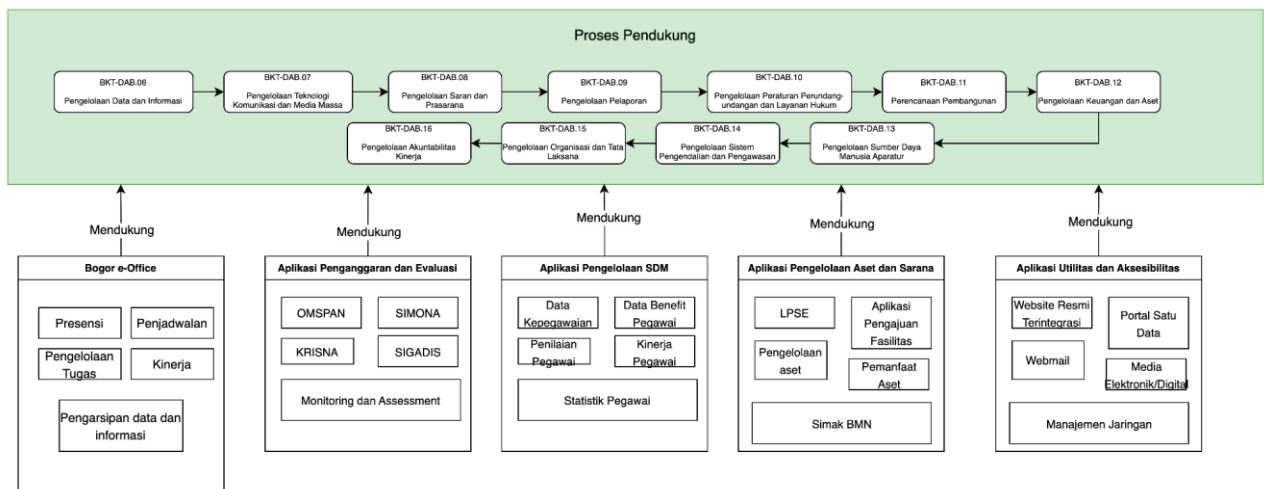 Proses Pendukung
BKT-DAB.06
Pengelolaan Data dan Informasi
BKT-DAB.07
Pengelolaan Teknologi
Komunikasi dan Media Massa
BKT-DAB.08
Pengelolaan Saran dan
Prasarana
BKT-DAB.09
Pengelolaan Pelaporan
BKT-DAB.10
Pengelolaan Peraturan Perundang-
undangan dan Layanan Hukum
BKT-DAB.11
Perencanaan Pembangunan
BKT-DAB.12
Pengelolaan Keuangan dan Aset
BKT-DAB.13
Pengelolaan Sumber Daya
Manusia Aparatur
BKT-DAB.14
Pengelolaan Sistem
Pengendalian dan Pengawasan
BKT-DAB.15
Pengelolaan Organisasi dan Tata
Laksana
BKT-DAB.16
Pengelolaan Akuntabilitas
Kinerja
Mendukung
Mendukung
Mendukung
Mendukung
Mendukung
Bogor e-Office
Presensi
Penjadwalan
Pengelolaan
Tugas
Kinerja
Pengarsipan data dan
informasi
Aplikasi Penganggaran dan Evaluasi
OMSPAN
SIMONA
KRISNA
SIGADIS
Monitoring dan Assessment
Aplikasi Pengelolaan SDM
Data
Kepegawaian
Data Benefit
Pegawai
Penilaian
Pegawai
Kinerja
Pegawai
Statistik Pegawai
Aplikasi Pengelolaan Aset dan Sarana
LPSE
Aplikasi
Pengajuan
Fasilitas
Pengelolaan
aset
Pemanfaat
Aset
Simak BMN
Aplikasi Utilitas dan Aksesibilitas
Website Resmi
Terintegrasi
Portal Satu
Data
Webmail
Media
Elektronik/Digital
Manajemen Jaringan